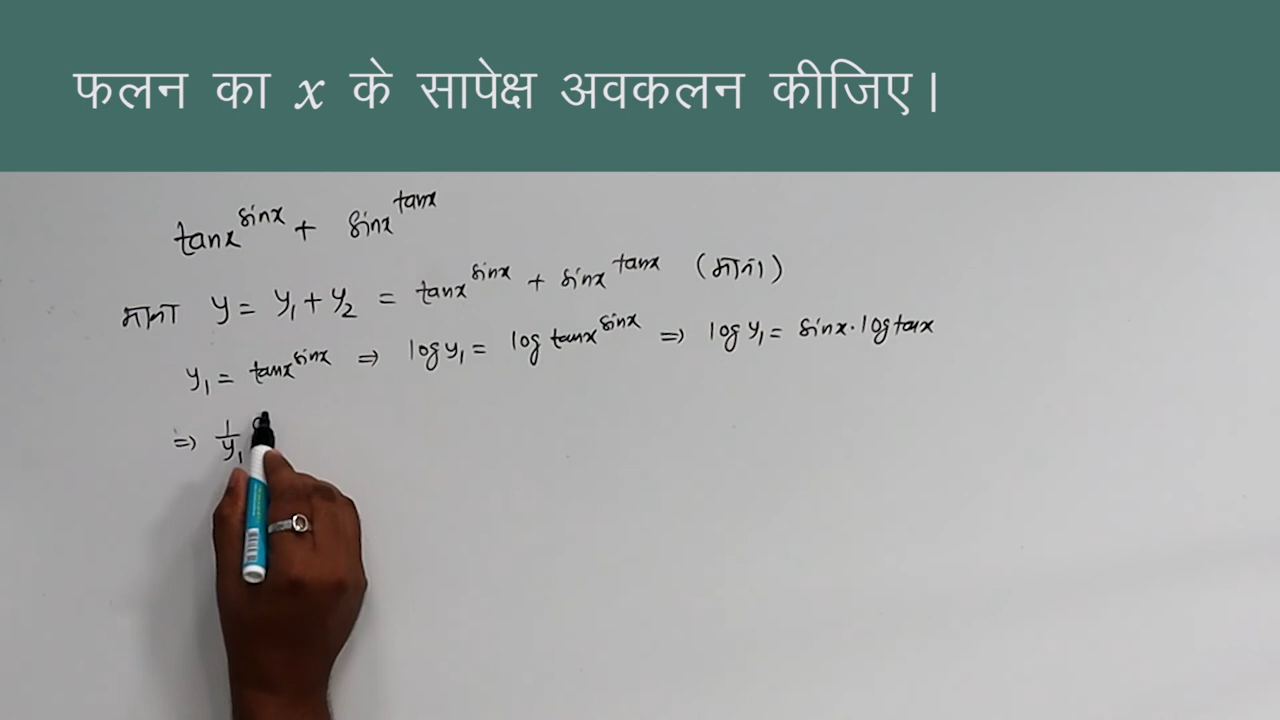 फलन का x के सापेक्ष अवकलन कीजिए।
tanx^sinx + sinx^tanx
माना y = y₁ + y₂ = tanx^sinx + sinx^tanx (माना)
y₁ = tanx^sinx ⇒ log y₁ = log tanx^sinx ⇒ log y₁ = sinx · log tanx
⇒ 1/y₁